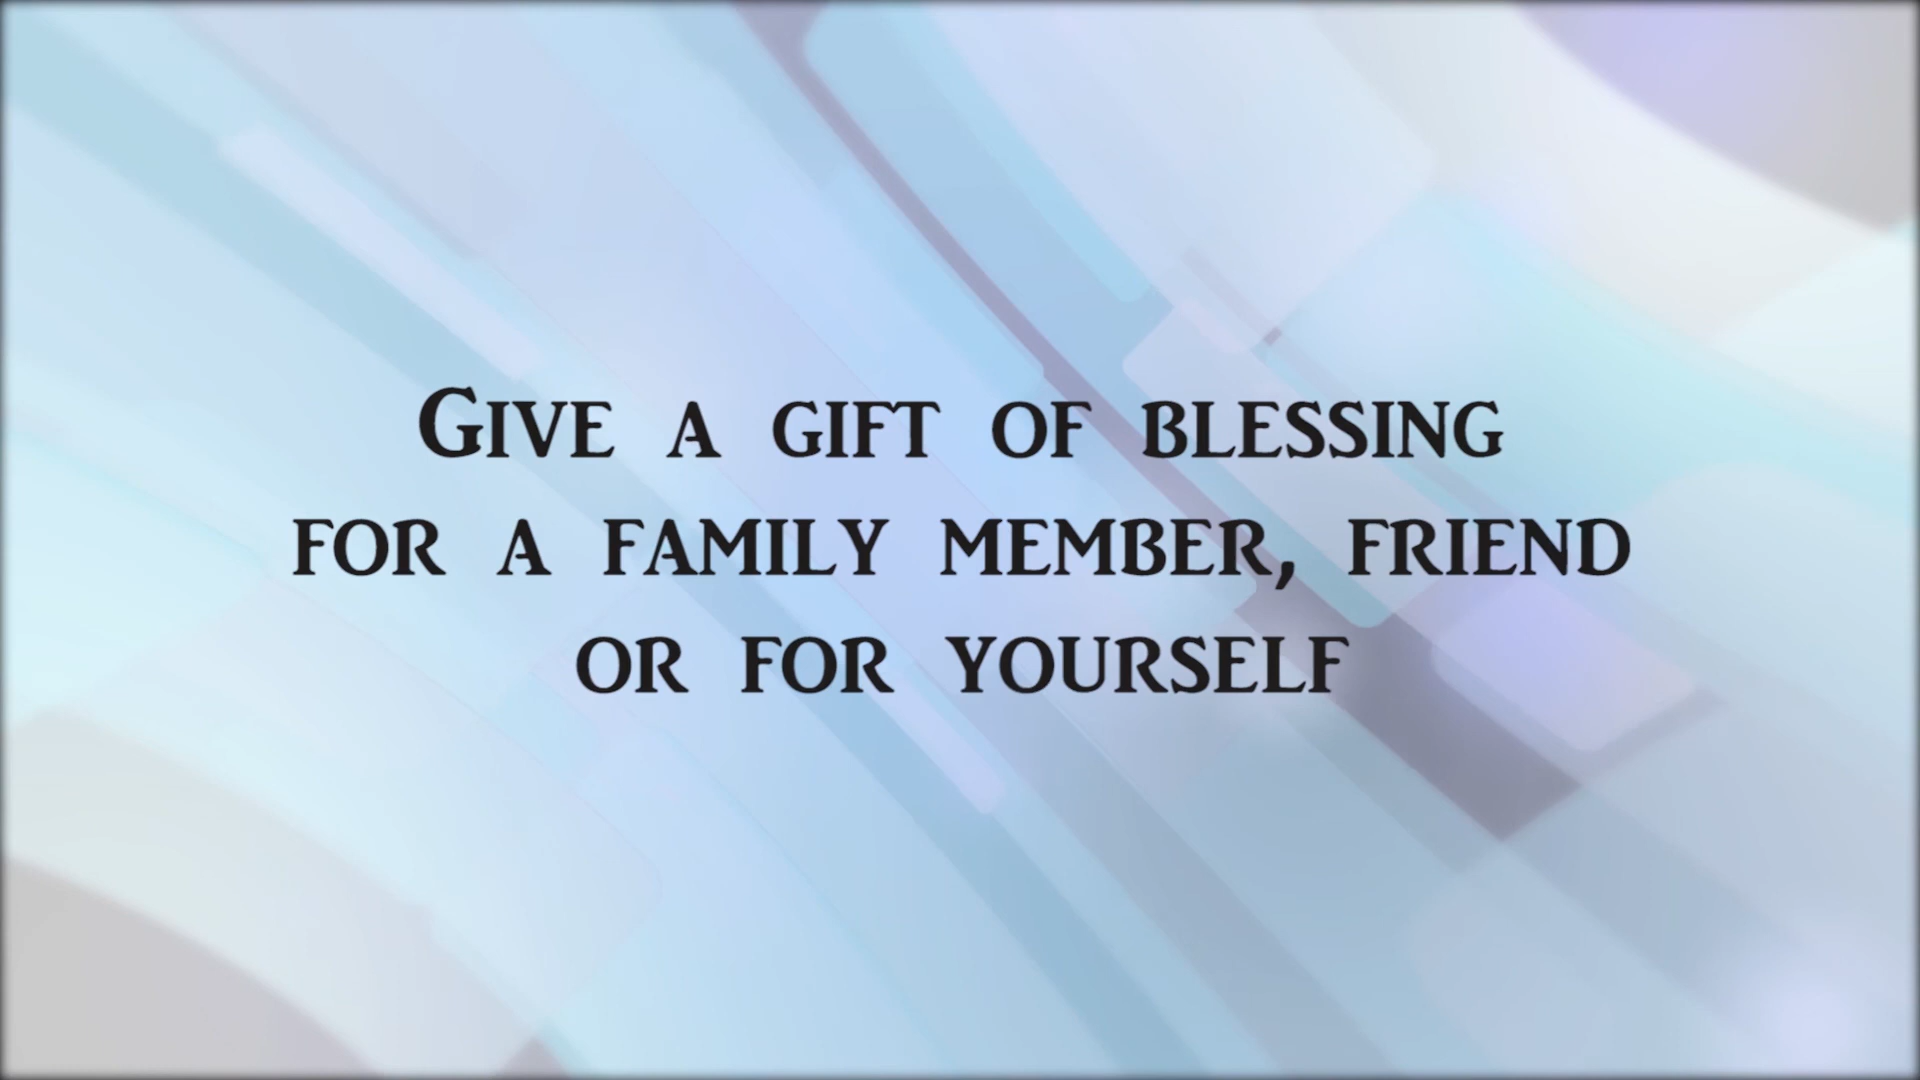 Give a gift of blessing
for a family member, friend
or for yourself